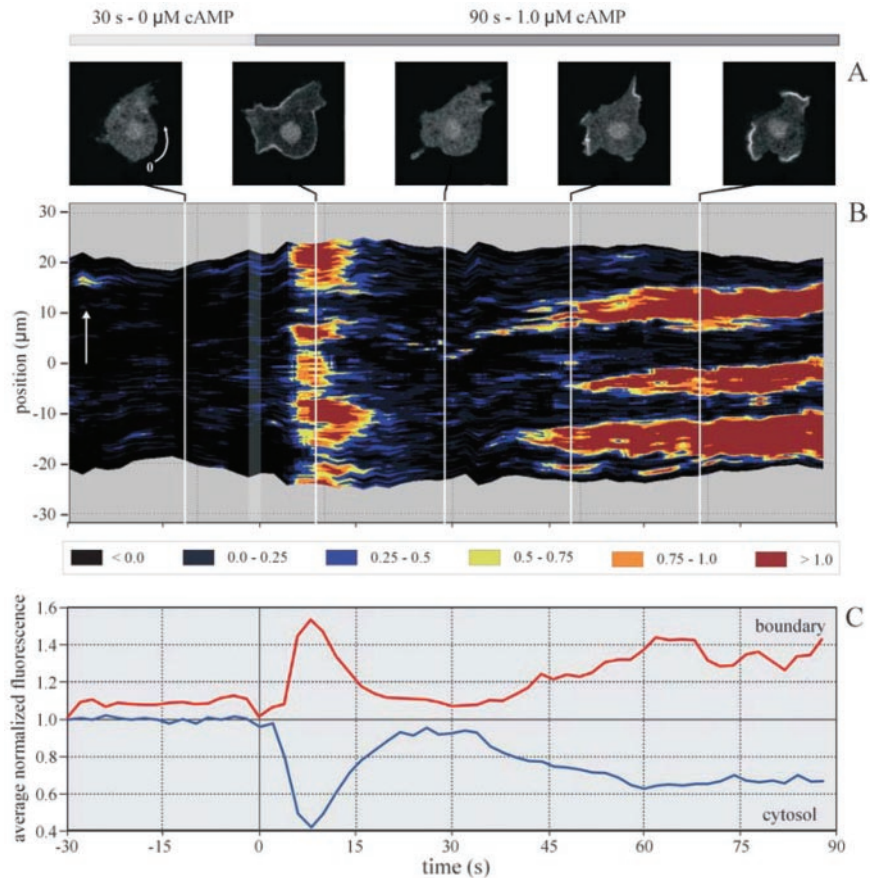 30 s - 0 μM cAMP 90 s - 1.0 μM cAMP
A
0
B
30
20
10
0
-10
-20
-30
position (μm)
< 0.0 0.0 - 0.25 0.25 - 0.5 0.5 - 0.75 0.75 - 1.0 > 1.0
C
1.6
1.4
1.2
1.0
0.8
0.6
0.4
average normalized fluorescence
boundary
cytosol
-30 -15 0 15 30 45 60 75 90
time (s)